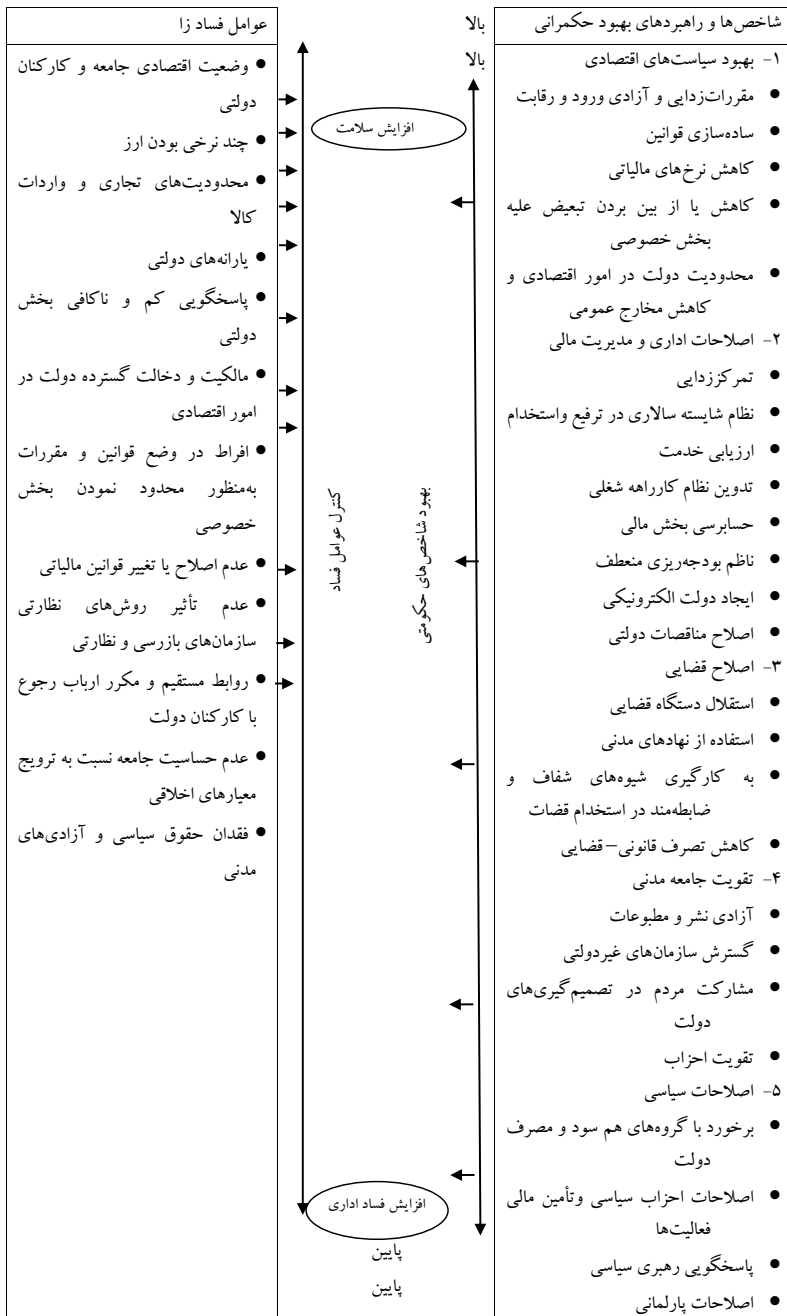 شاخص‌ها و راهبردهای بهبود حکمرانی
۱- بهبود سیاست‌های اقتصادی
● مقررات‌زدایی و آزادی ورود و رقابت
● ساده‌سازی قوانین
● کاهش نرخ‌های مالیاتی
● کاهش یا از بین بردن تبعیض علیه
بخش خصوصی
● محدودیت دولت در امور اقتصادی و
کاهش مخارج عمومی
۲- اصلاحات اداری و مدیریت مالی
● تمرکززدایی
● نظام شایسته سالاری در ترفیع واستخدام
● ارزیابی خدمت
● تدوین نظام کارراهه شغلی
● حسابرسی بخش مالی
● ناظم بودجه‌ریزی منعطف
● ایجاد دولت الکترونیکی
● اصلاح مناقصات دولتی
۳- اصلاح قضایی
● استقلال دستگاه قضایی
● استفاده از نهادهای مدنی
● به کارگیری شیوه‌های شفاف و
ضابطه‌مند در استخدام قضات
● کاهش تصرف قانونی– قضایی
۴- تقویت جامعه مدنی
● آزادی نشر و مطبوعات
● گسترش سازمان‌های غیردولتی
● مشارکت مردم در تصمیم‌گیری‌های
دولت
● تقویت احزاب
۵- اصلاحات سیاسی
● برخورد با گروه‌های هم سود و مصرف
دولت
● اصلاحات احزاب سیاسی وتأمین مالی
فعالیت‌ها
● پاسخگویی رهبری سیاسی
● اصلاحات پارلمانی
بالا
بالا
افزایش سلامت
بهبود شاخص‌های حکومتی
کنترل عوامل فساد
افزایش فساد اداری
پایین
پایین
عوامل فساد زا
● وضعیت اقتصادی جامعه و کارکنان
دولتی
● چند نرخی بودن ارز
● محدودیت‌های تجاری و واردات
کالا
● یارانه‌های دولتی
● پاسخگویی کم و ناکافی بخش
دولتی
● مالکیت و دخالت گسترده دولت در
امور اقتصادی
● افراط در وضع قوانین و مقررات
به‌منظور محدود نمودن بخش
خصوصی
● عدم اصلاح یا تغییر قوانین مالیاتی
● عدم تأثیر روش‌های نظارتی
سازمان‌های بازرسی و نظارتی
● روابط مستقیم و مکرر ارباب رجوع
با کارکنان دولت
● عدم حساسیت جامعه نسبت به ترویج
معیارهای اخلاقی
● فقدان حقوق سیاسی و آزادی‌های
مدنی